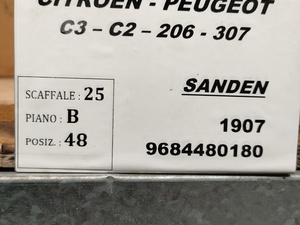 CITROEN - PEUGEOT
C3 – C2 – 206 - 307
SCAFFALE : 25
PIANO : B
POSIZ. : 48
SANDEN
1907
9684480180